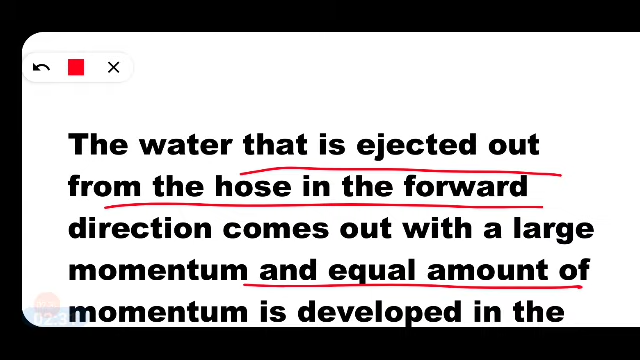 The water that is ejected out
from the hose in the forward
direction comes out with a large
momentum and equal amount of
momentum is developed in the